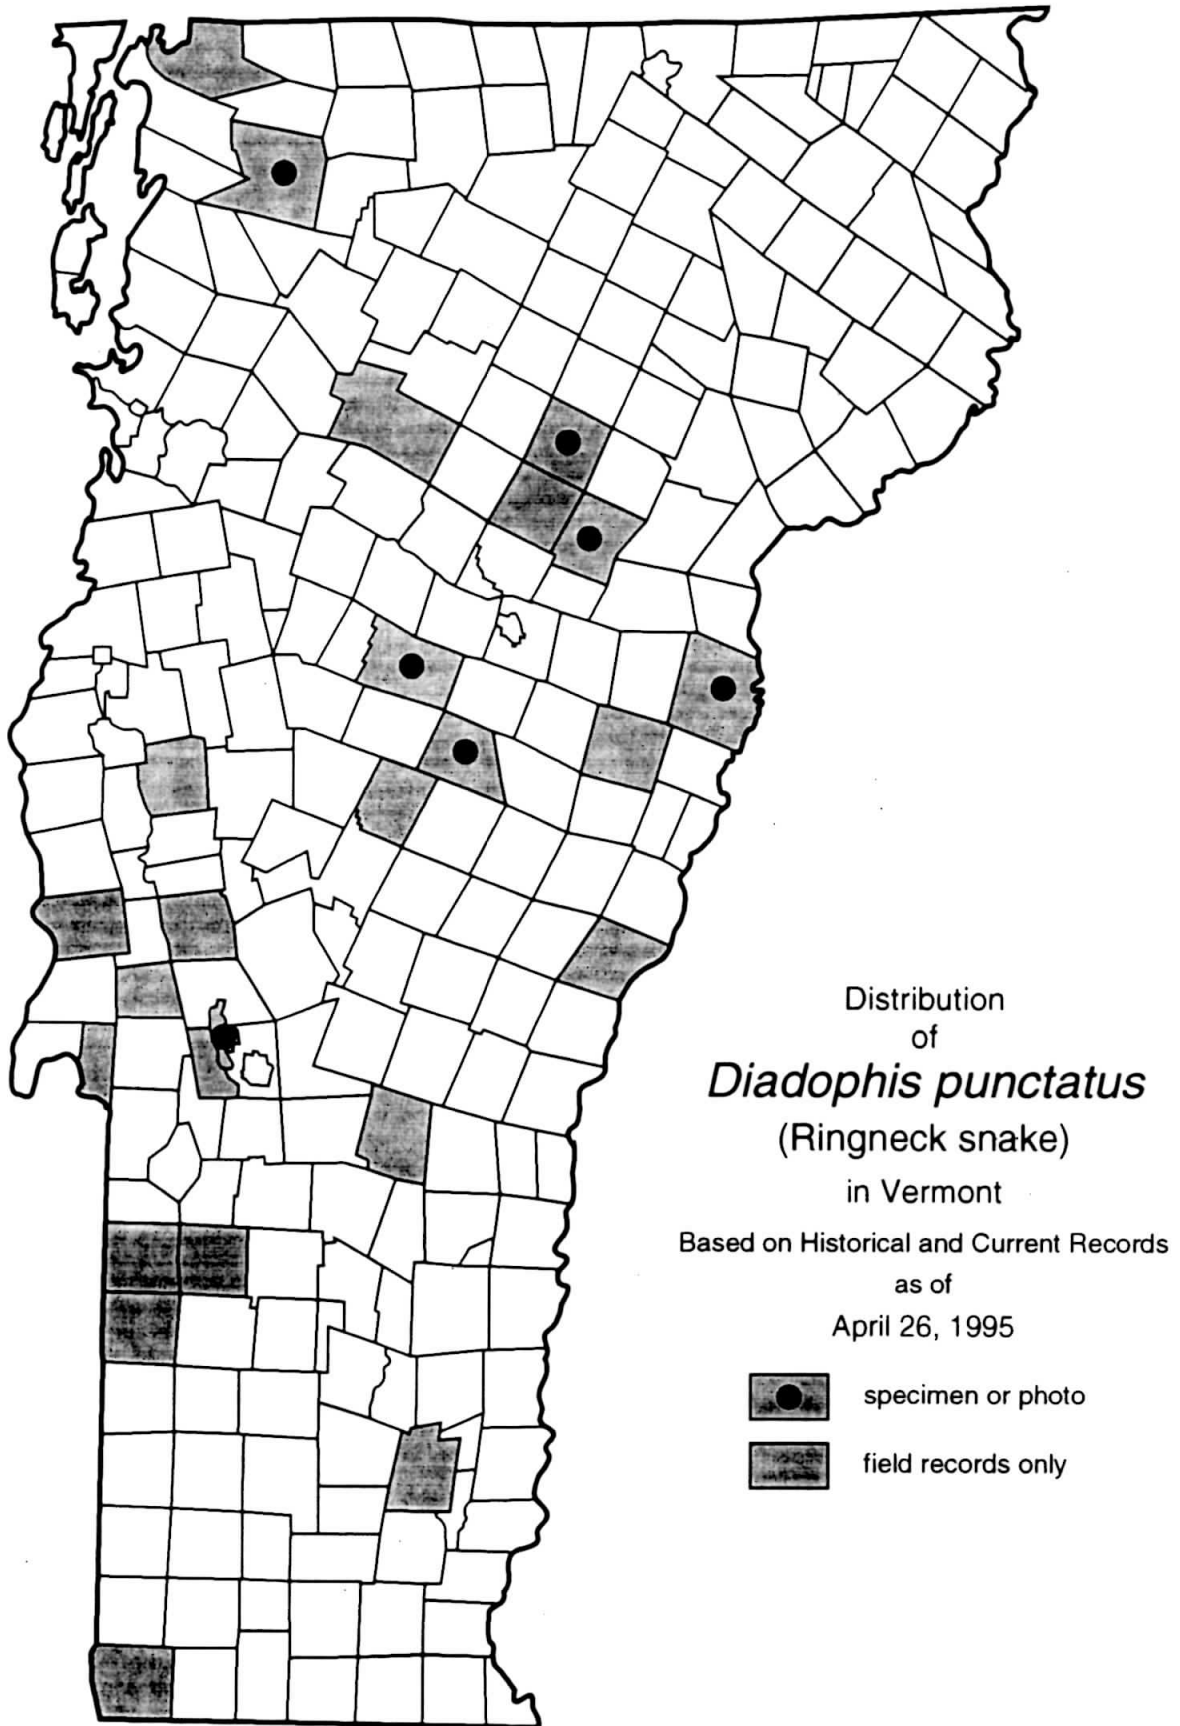 Distribution
of
Diadophis punctatus
(Ringneck snake)
in Vermont
Based on Historical and Current Records
as of
April 26, 1995
specimen or photo
field records only